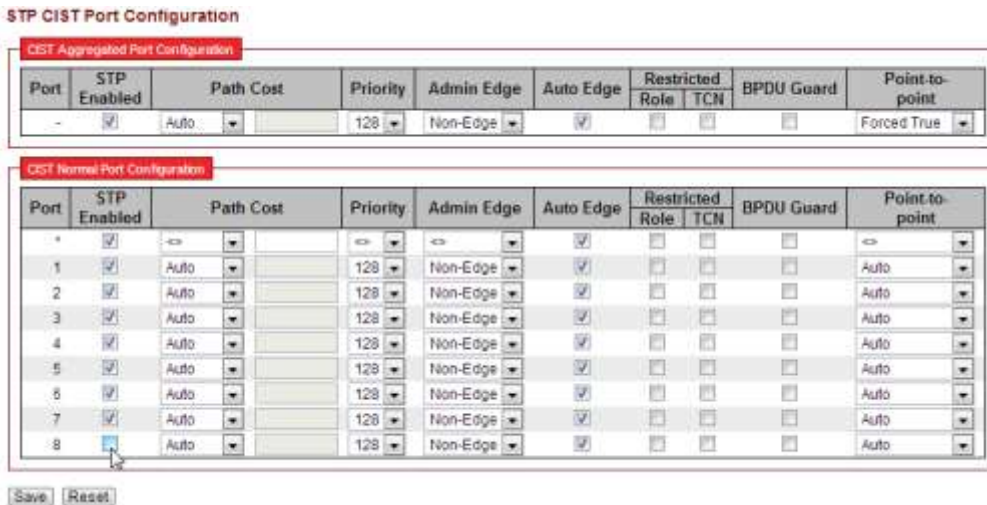 STP CIST Port Configuration
CIST Aggregated Port Configuration
Port STP Enabled Path Cost Priority Admin Edge Auto Edge Restricted Role TCN BPDU Guard Point-to-point
- Auto 128 Non-Edge Forced True
CIST Normal Port Configuration
Port STP Enabled Path Cost Priority Admin Edge Auto Edge Restricted Role TCN BPDU Guard Point-to-point
* <> <> <> <>
1 Auto 128 Non-Edge Auto
2 Auto 128 Non-Edge Auto
3 Auto 128 Non-Edge Auto
4 Auto 128 Non-Edge Auto
5 Auto 128 Non-Edge Auto
6 Auto 128 Non-Edge Auto
7 Auto 128 Non-Edge Auto
8 Auto 128 Non-Edge Auto
Save Reset